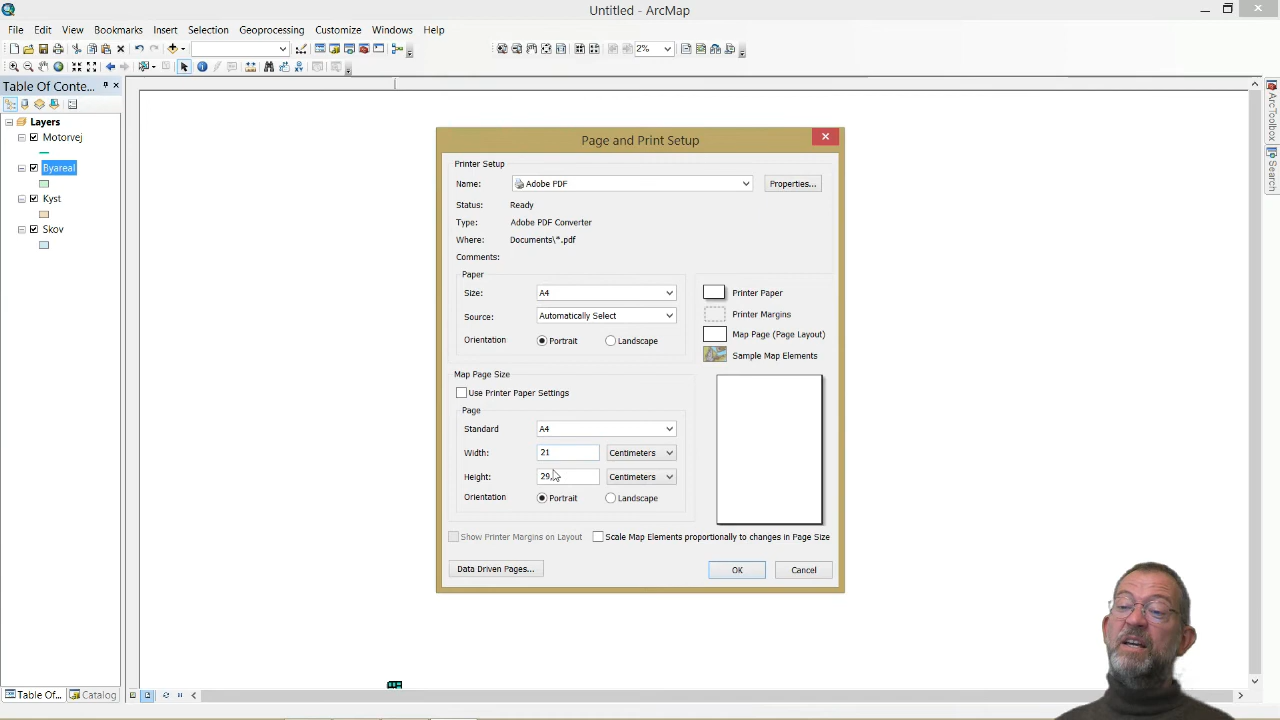 Untitled - ArcMap
File Edit View Bookmarks Insert Selection Geoprocessing Customize Windows Help
2%
Table Of Conte...
Layers
Motorvej
Byareal
Kyst
Skov
Page and Print Setup
Printer Setup
Name: Adobe PDF Properties...
Status: Ready
Type: Adobe PDF Converter
Where: Documents\*.pdf
Comments:
Paper
Size: A4
Source: Automatically Select
Orientation Portrait Landscape
Printer Paper
Printer Margins
Map Page (Page Layout)
Sample Map Elements
Map Page Size
Use Printer Paper Settings
Page
Standard A4
Width: 21 Centimeters
Height: 29, Centimeters
Orientation Portrait Landscape
Show Printer Margins on Layout Scale Map Elements proportionally to changes in Page Size
Data Driven Pages... OK Cancel
Table Of... Catalog
ArcToolbox
Search